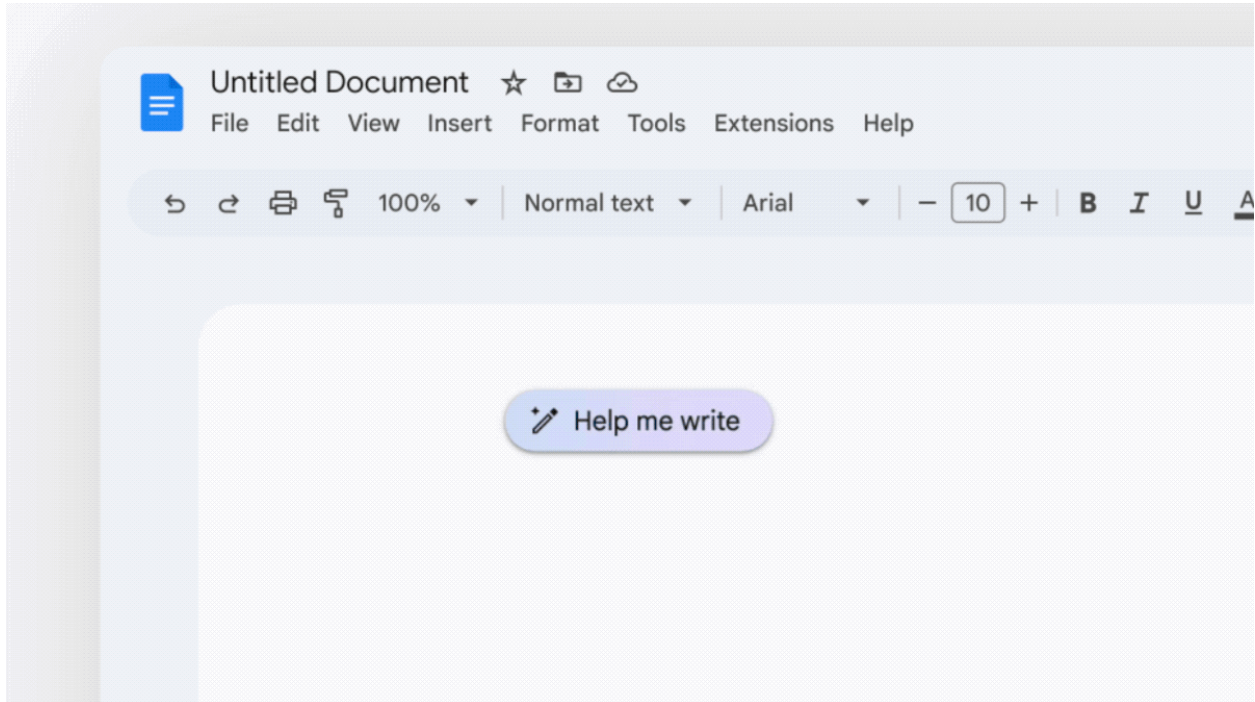 Untitled Document
File Edit View Insert Format Tools Extensions Help
100% Normal text Arial − 10 + B I U A
Help me write